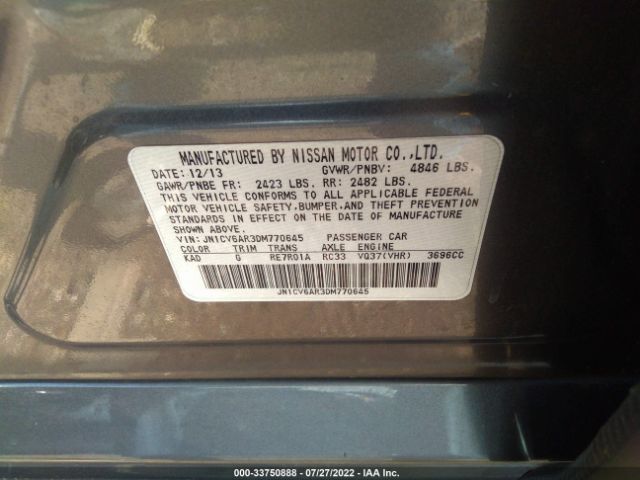 MANUFACTURED BY NISSAN MOTOR CO.,LTD.
DATE: 12/13 GVWR/PNBV: 4846 LBS.
GAWR/PNBE FR: 2423 LBS. RR: 2482 LBS.
THIS VEHICLE CONFORMS TO ALL APPLICABLE FEDERAL
MOTOR VEHICLE SAFETY,BUMPER,AND THEFT PREVENTION
STANDARDS IN EFFECT ON THE DATE OF MANUFACTURE
SHOWN ABOVE.
VIN: JN1CV6AR3DM770645 PASSENGER CAR
COLOR TRIM TRANS AXLE ENGINE
KAD G RE7R01A RC33 VQ37(VHR) 3696CC
JN1CV6AR3DM770645
000-33750888 - 07/27/2022 - IAA Inc.